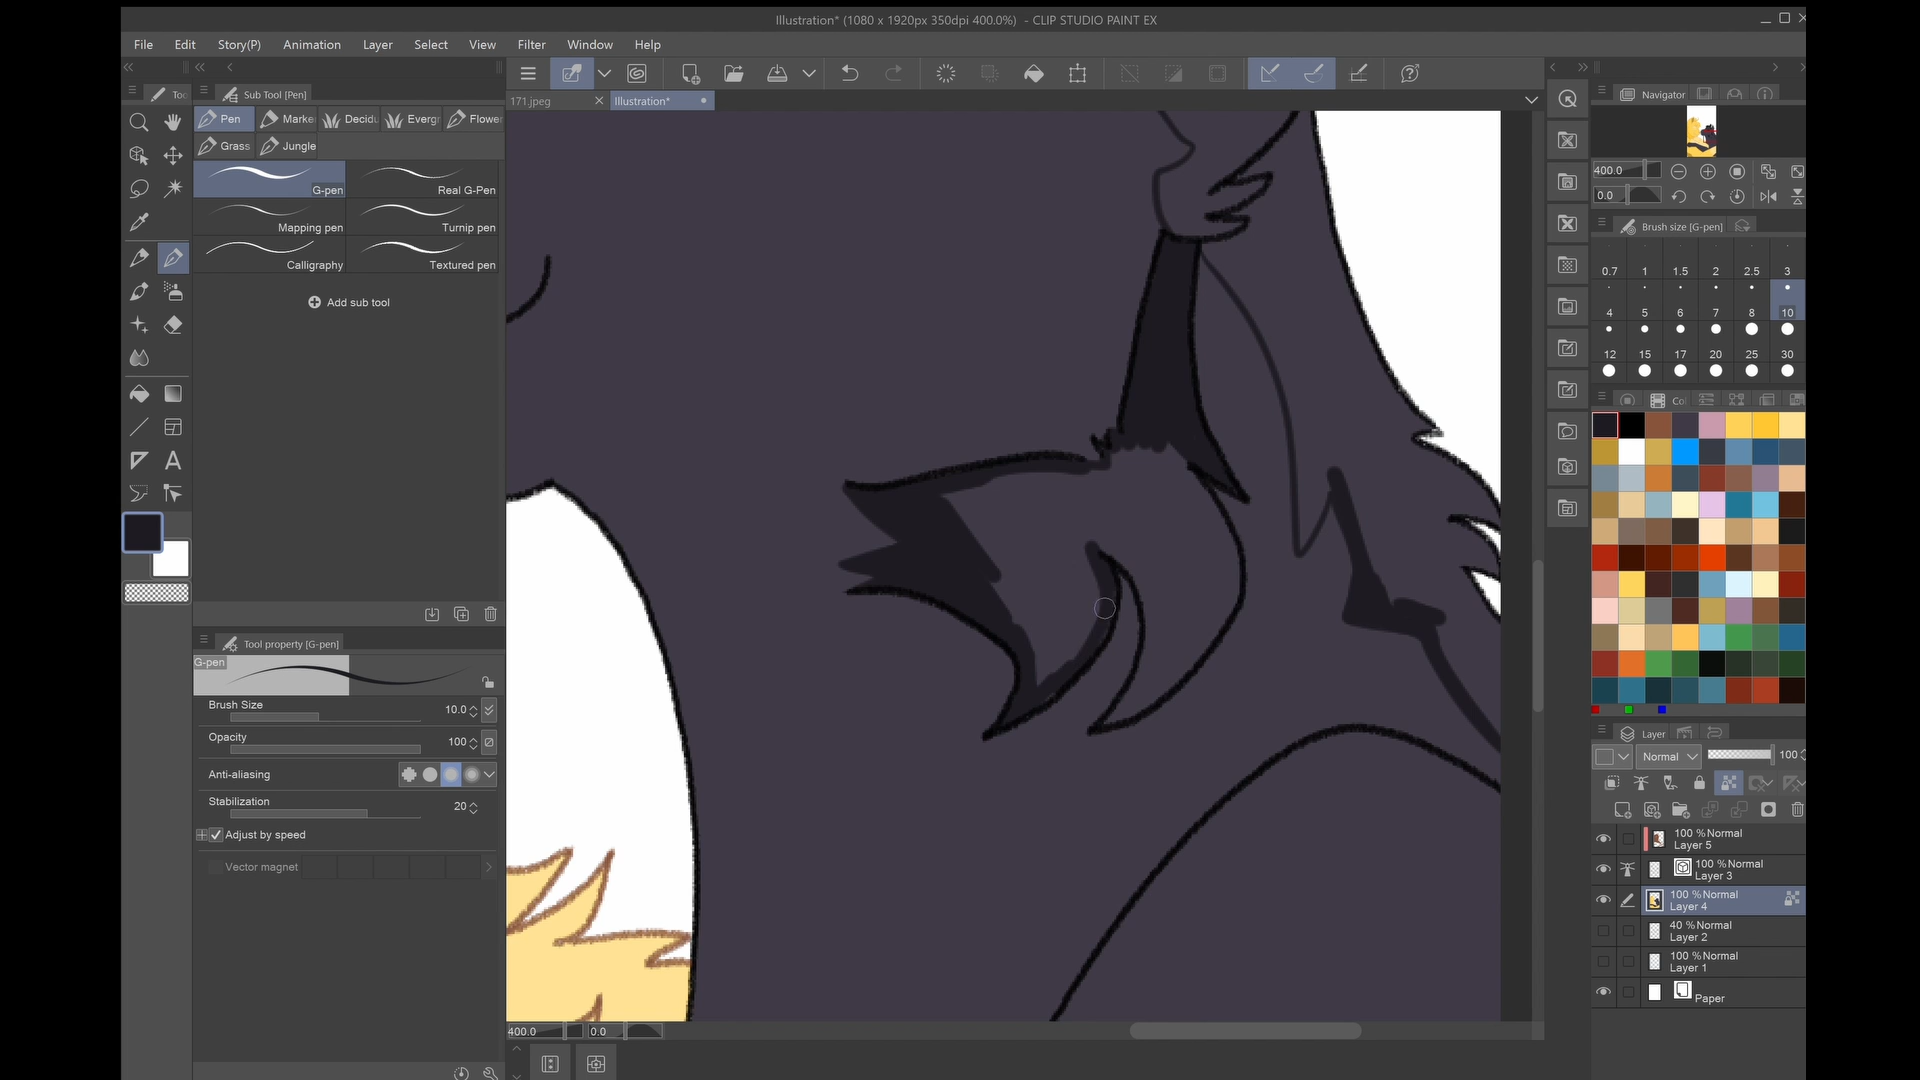 Illustration* (1080 x 1920px 350dpi 400.0%) - CLIP STUDIO PAINT EX
File Edit Story(P) Animation Layer Select View Filter Window Help
Too Sub Tool [Pen]
171.jpeg Illustration*
Navigator
Pen Marke Decidu Evergr Flower
Grass Jungle
G-pen Real G-Pen
Mapping pen Turnip pen
Calligraphy Textured pen
Add sub tool
400.0
0.0
Brush size [G-pen]
0.7 1 1.5 2 2.5 3
4 5 6 7 8 10
12 15 17 20 25 30
Co
Tool property [G-pen]
G-pen
Brush Size 10.0
Opacity 100
Anti-aliasing
Stabilization 20
Adjust by speed
Vector magnet
Layer
Normal 100
100 %Normal
Layer 5
100 %Normal
Layer 3
100 %Normal
Layer 4
40 %Normal
Layer 2
100 %Normal
Layer 1
Paper
400.0 0.0